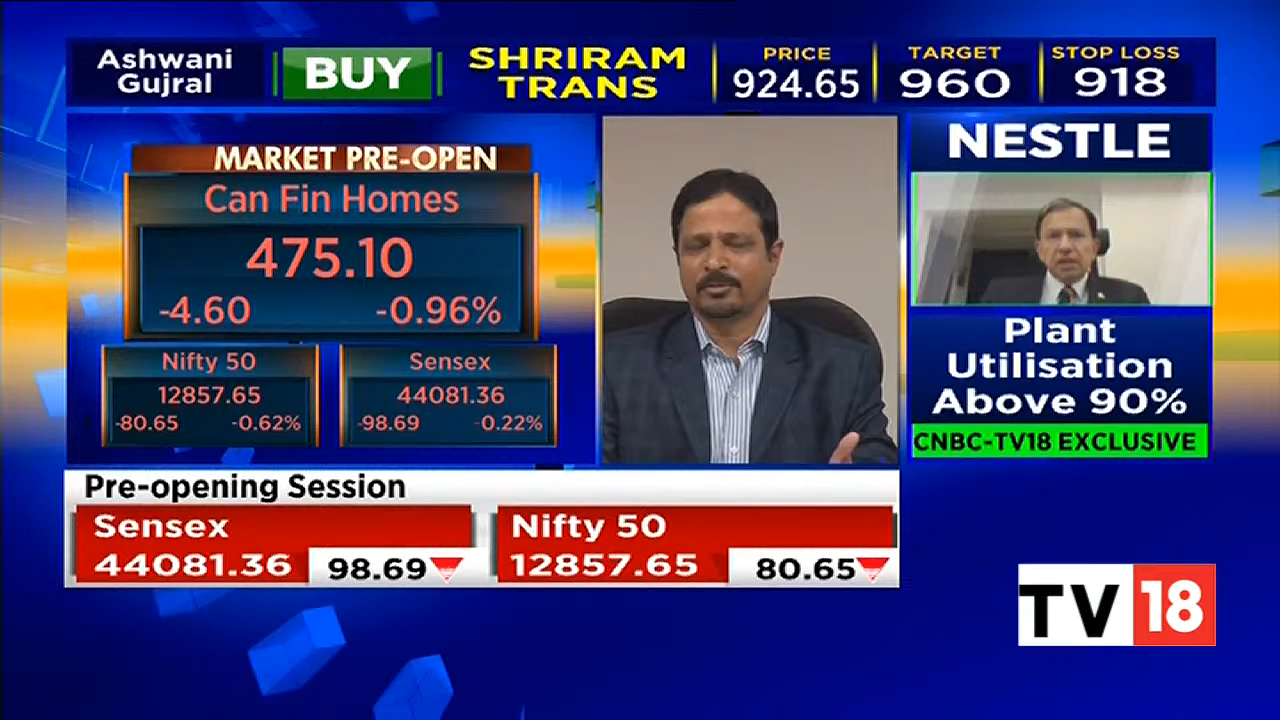 Ashwani
Gujral
BUY
SHRIRAM
TRANS
PRICE
924.65
TARGET
960
STOP LOSS
918
MARKET PRE-OPEN
Can Fin Homes
475.10
-4.60 -0.96%
Nifty 50
12857.65
-80.65 -0.62%
Sensex
44081.36
-98.69 -0.22%
NESTLE
Plant
Utilisation
Above 90%
CNBC-TV18 EXCLUSIVE
Pre-opening Session
Sensex
44081.36 98.69
Nifty 50
12857.65 80.65
TV18